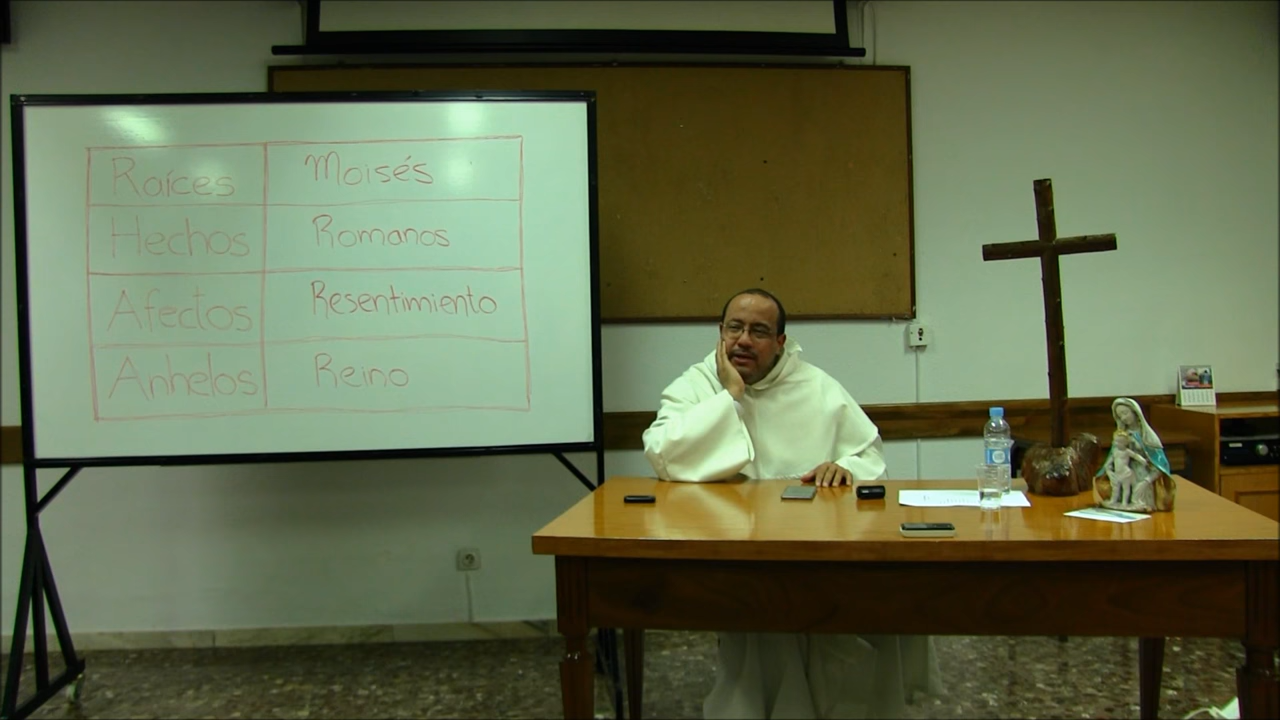 Raíces Moisés
Hechos Romanos
Afectos Resentimiento
Anhelos Reino